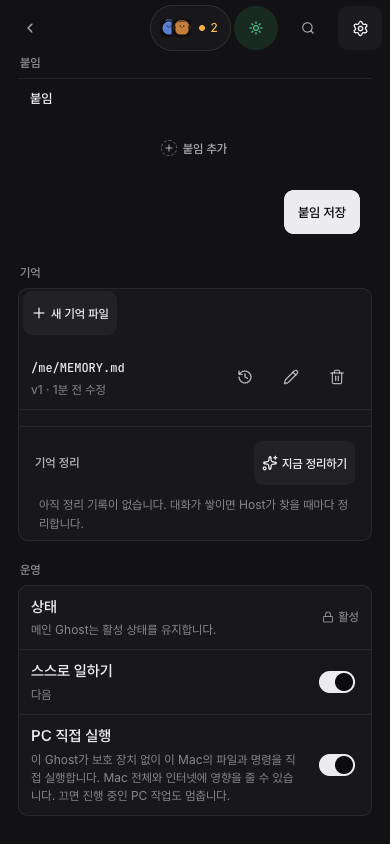 2
붙임
붙임
붙임 추가
붙임 저장
기억
새 기억 파일
/me/MEMORY.md
v1 · 1분 전 수정
기억 정리
지금 정리하기
아직 정리 기록이 없습니다. 대화가 쌓이면 Host가 찾을 때마다 정
리합니다.
운영
상태
메인 Ghost는 활성 상태를 유지합니다.
활성
스스로 일하기
다음
PC 직접 실행
이 Ghost가 보호 장치 없이 이 Mac의 파일과 명령을 직
접 실행합니다. Mac 전체와 인터넷에 영향을 줄 수 있습
니다. 끄면 진행 중인 PC 작업도 멈춥니다.